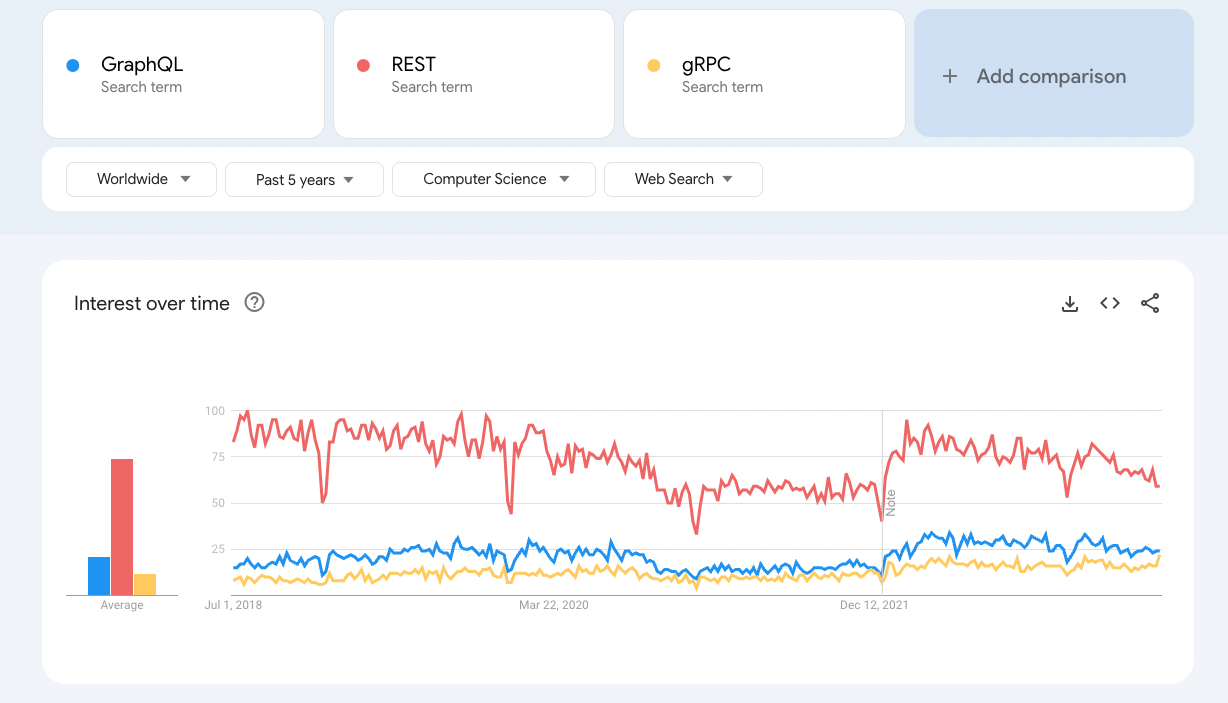 GraphQL
Search term
REST
Search term
gRPC
Search term
+ Add comparison
Worldwide
Past 5 years
Computer Science
Web Search
Interest over time
100
75
50
25
Note
Average
Jul 1, 2018
Mar 22, 2020
Dec 12, 2021